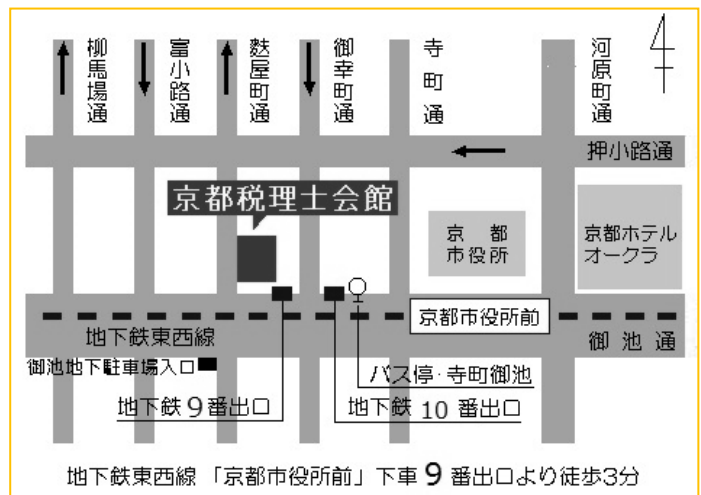 柳馬場通
富小路通
麩屋町通
御幸町通
寺町通
河原町通
押小路通
京都税理士会館
京都
市役所
京都ホテル
オークラ
京都市役所前
地下鉄東西線
御池通
御池地下駐車場入口
バス停・寺町御池
地下鉄9番出口
地下鉄10番出口
地下鉄東西線「京都市役所前」下車9番出口より徒歩3分